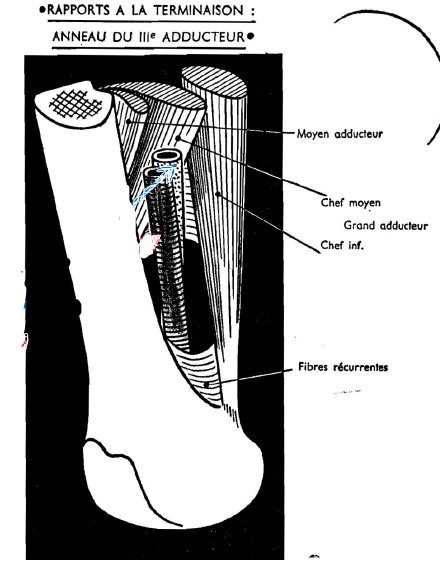 •RAPPORTS A LA TERMINAISON :
ANNEAU DU IIIe ADDUCTEUR•
Moyen adducteur
Chef moyen
Grand adducteur
Chef inf.
Fibres récurrentes